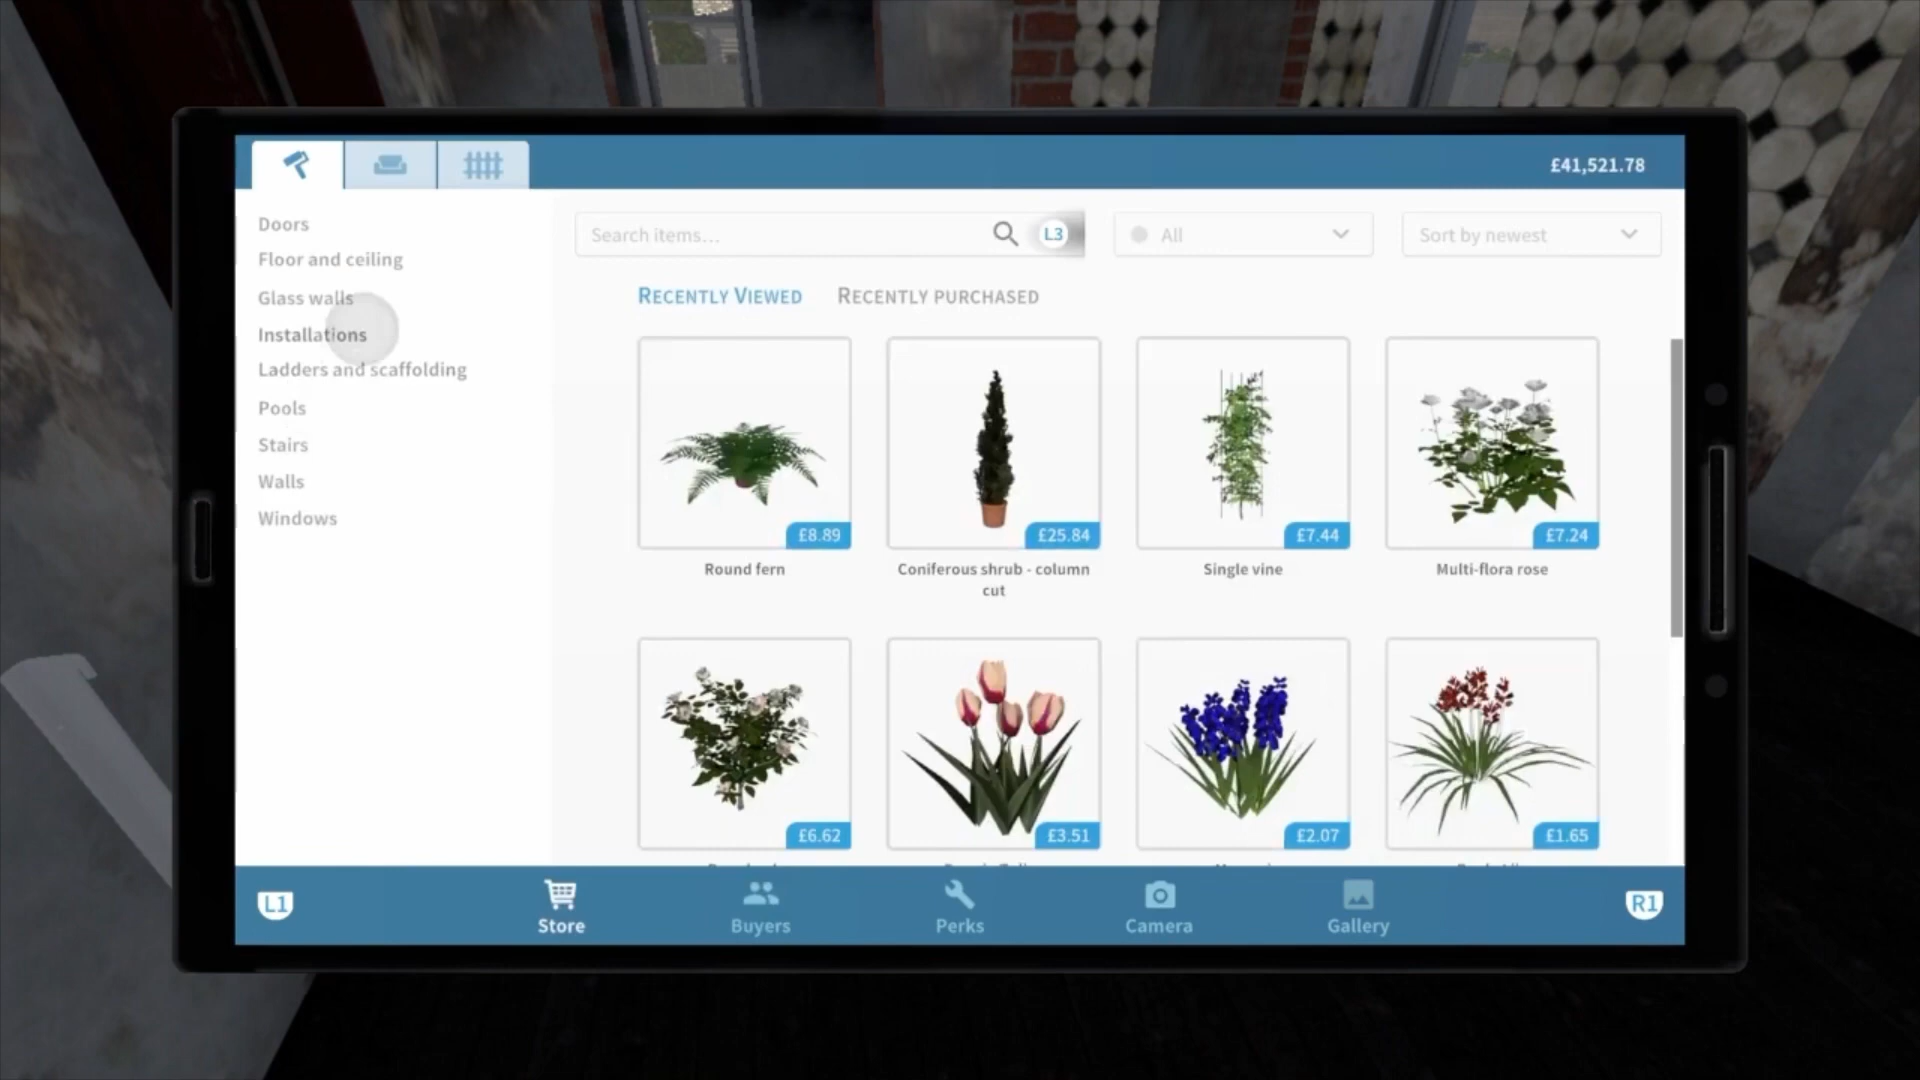 £41,521.78
Doors
Floor and ceiling
Glass walls
Installations
Ladders and scaffolding
Pools
Stairs
Walls
Windows
Search items...
L3
All
Sort by newest
RECENTLY VIEWED
RECENTLY PURCHASED
£8.89
£25.84
£7.44
£7.24
Round fern
Coniferous shrub - column
cut
Single vine
Multi-flora rose
£6.62
£3.51
£2.07
£1.65
L1
Store
Buyers
Perks
Camera
Gallery
R1